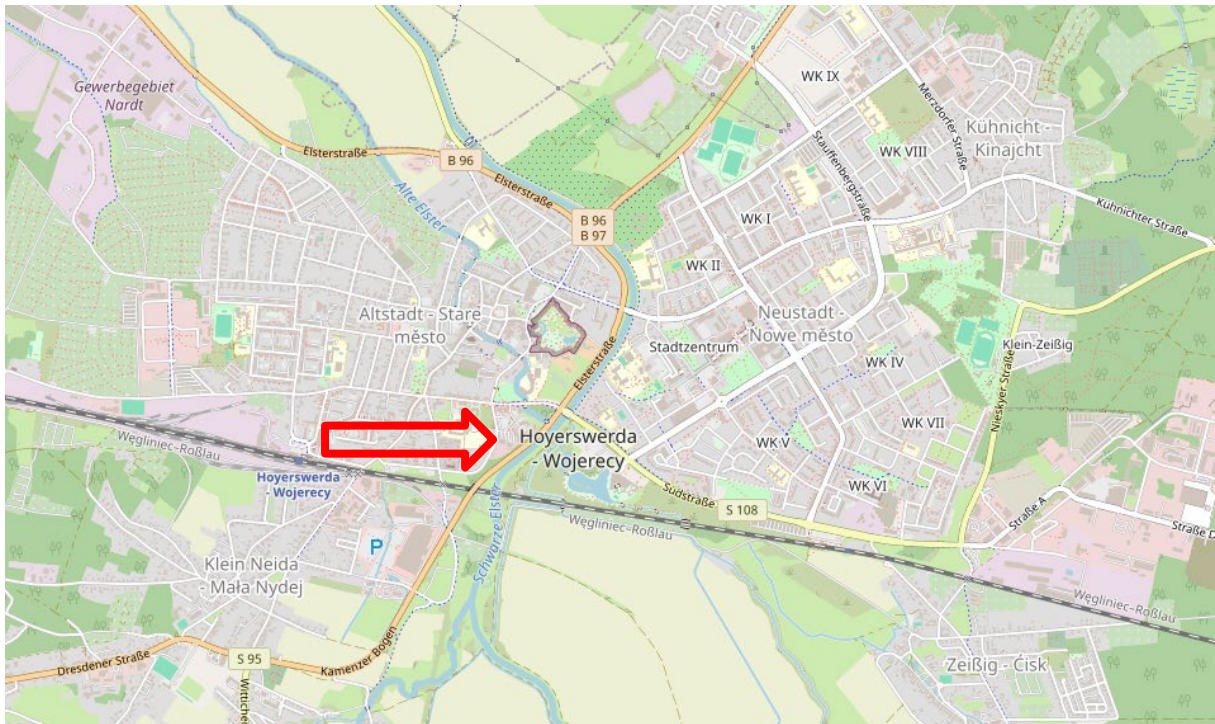 Gewerbegebiet
Nardt
Elsterstraße
B 96
Elsterstraße
Alte Elster
B 96
B 97
WK IX
Merzdorfer Straße
Kühnicht -
Kinajcht
WK VIII
Stauffenbergstraße
Kühnichter Straße
WK I
WK II
Altstadt - Stare
město
Neustadt -
Nowe město
Stadtzentrum
Klein-Zeißig
WK IV
Elsterstraße
Nieskyer Straße
WK VII
Węgliniec–Roßlau
Hoyerswerda
- Wojerecy
Hoyerswerda
- Wojerecy
WK V
WK VI
Südstraße
S 108
Straße A
Straße D
Węgliniec–Roßlau
Schwarze Elster
P
Klein Neida
- Mała Nydej
Węgliniec–Roßlau
Kamenzer Bogen
S 95
Dresdener Straße
Zeißig - Ćisk